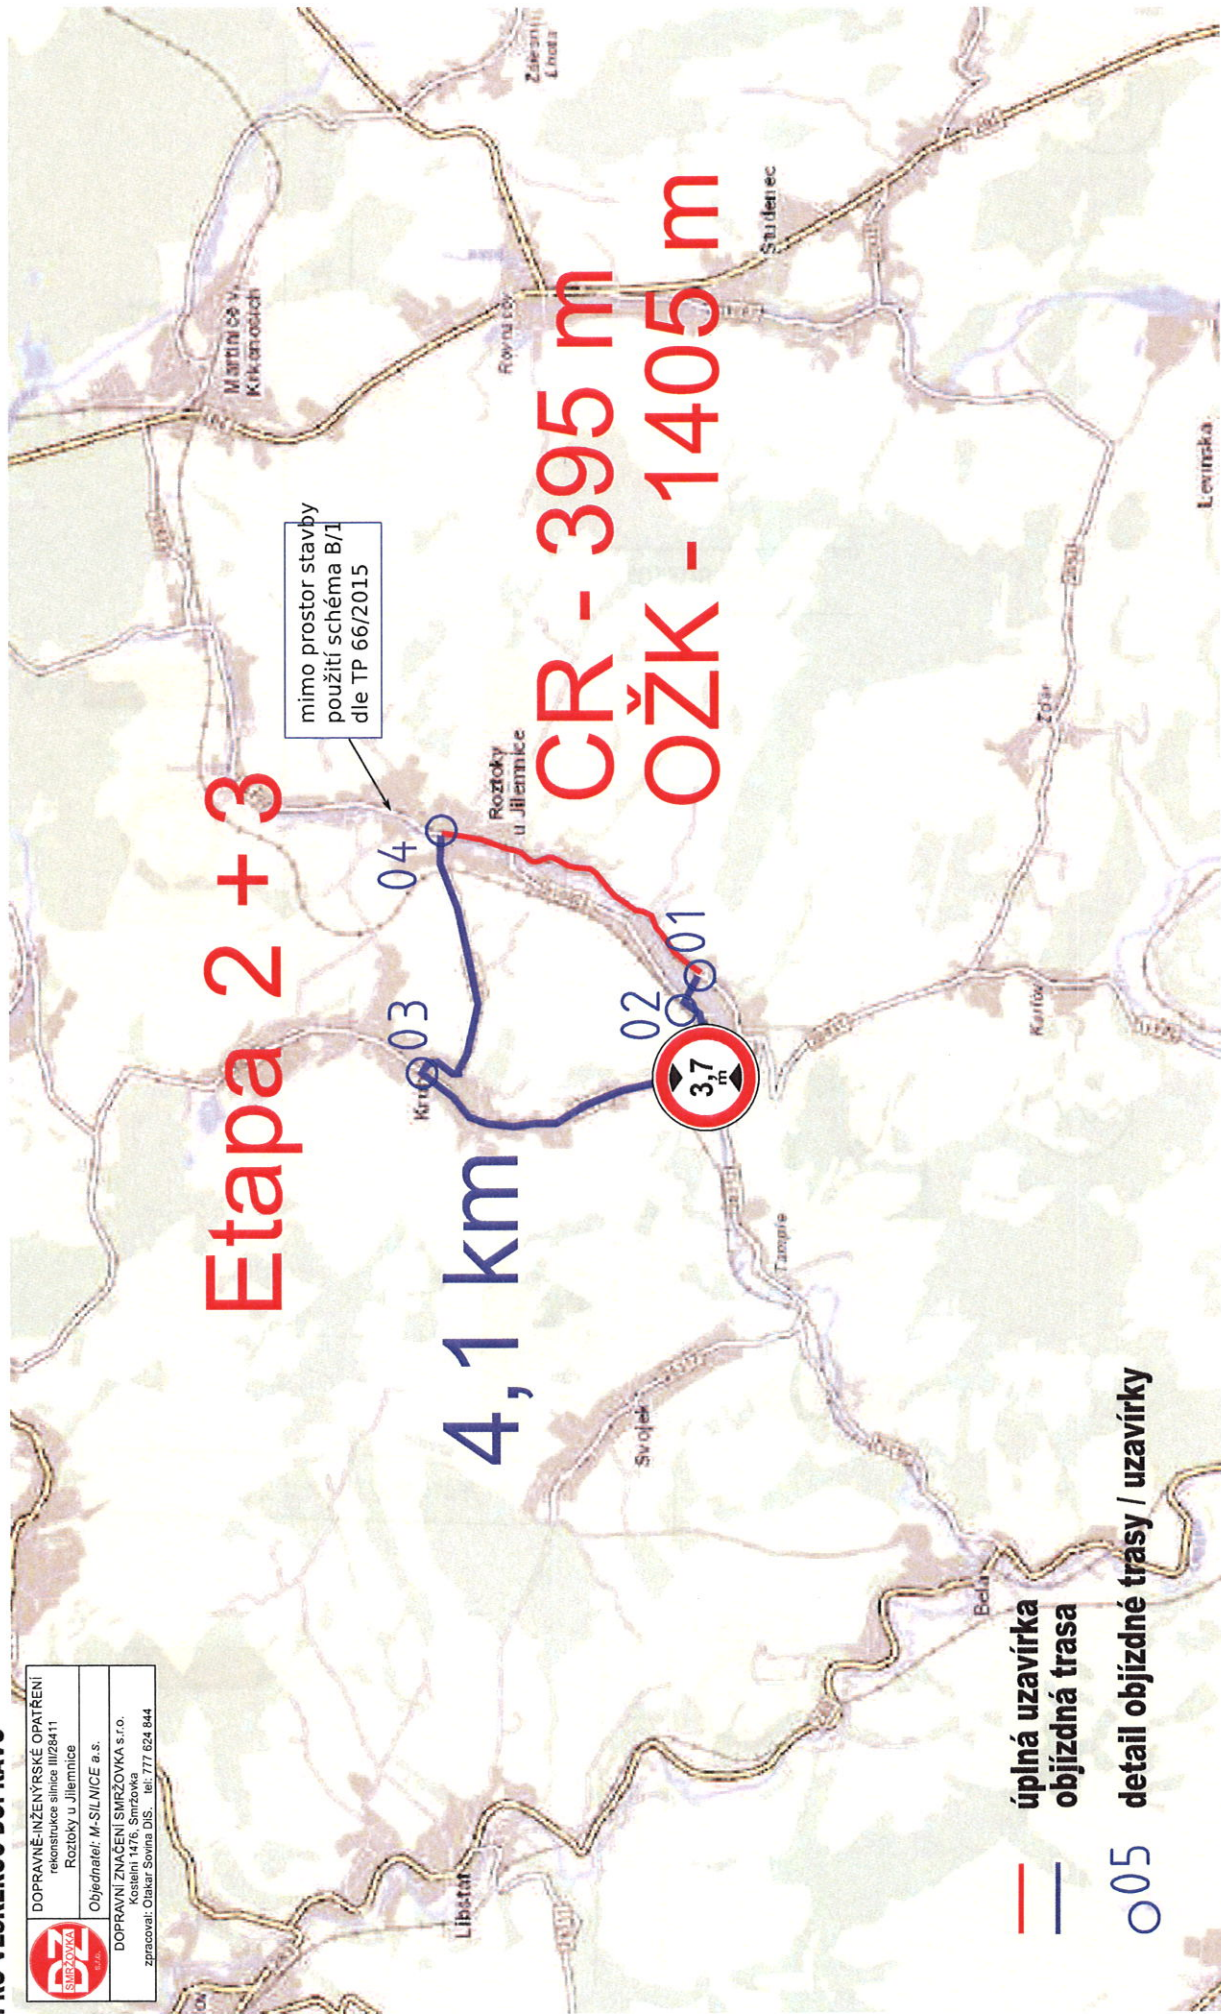 DOPRAVNĚ-INŽENÝRSKÉ OPATŘENÍ
rekonstrukce silnice III/28411
Roztoky u Jilemnice
Objednatel: M-SILNICE a.s.
DOPRAVNÍ ZNAČENÍ SMRŽOVKA s.r.o.
Kostelní 1476, Smržovka
zpracoval: Otakar Sovina DiS. tel: 777 624 844
DZ
SMRŽOVKA
s.r.o.
Etapa 2 + 3
mimo prostor stavby
použití schéma B/1
dle TP 66/2015
Martinice v
Krkonoších
Zálesní
Lhota
03
04
4,1 km
Roztoky
u Jilemnice
CR - 395 m
OŽK - 1405 m
02
01
3,7
m
Studenec
Svojek
Tample
Libštát
Karlov
Žďár
Bělá
Levínská
úplná uzavírka
objízdná trasa
05 detail objízdné trasy / uzavírky